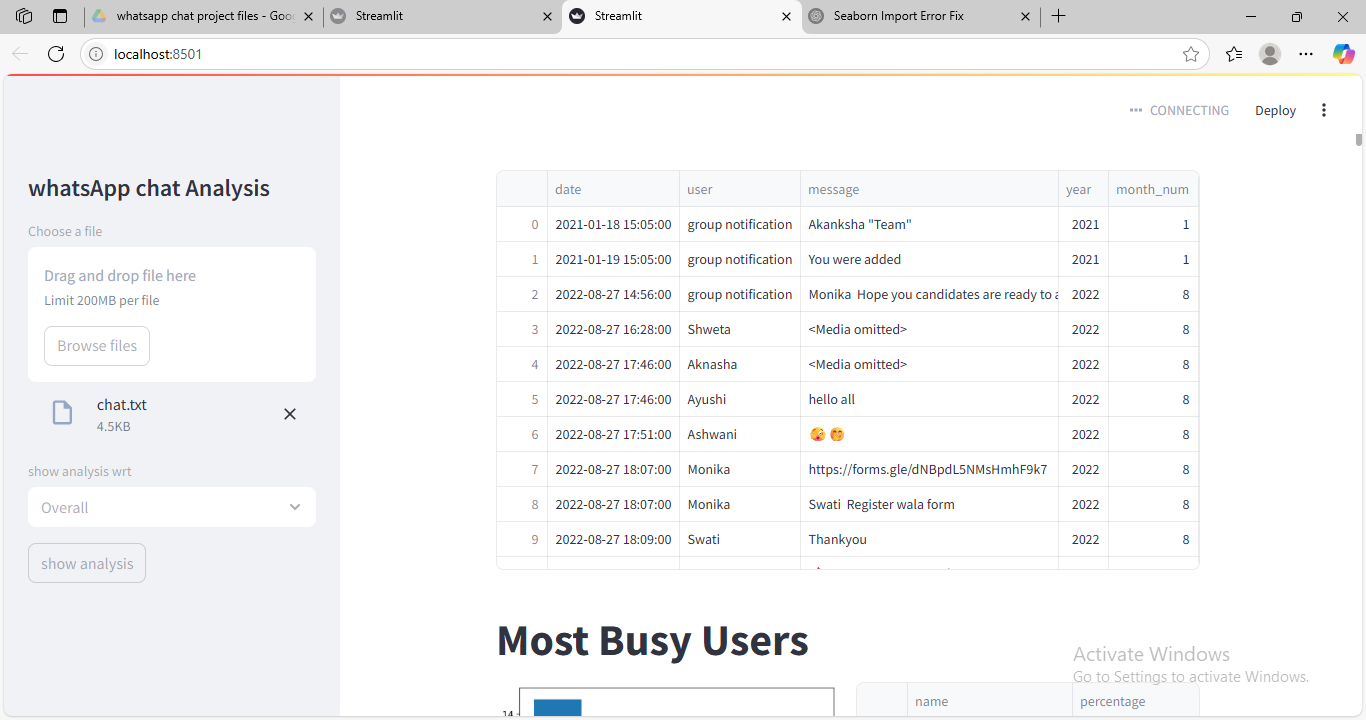 whatsapp chat project files - Goo
Streamlit
Streamlit
Seaborn Import Error Fix
localhost:8501
CONNECTING
Deploy
whatsApp chat Analysis
Choose a file
Drag and drop file here
Limit 200MB per file
Browse files
chat.txt
4.5KB
show analysis wrt
Overall
show analysis
date user message year month_num
0 2021-01-18 15:05:00 group notification Akanksha "Team" 2021 1
1 2021-01-19 15:05:00 group notification You were added 2021 1
2 2022-08-27 14:56:00 group notification Monika Hope you candidates are ready to a 2022 8
3 2022-08-27 16:28:00 Shweta <Media omitted> 2022 8
4 2022-08-27 17:46:00 Aknasha <Media omitted> 2022 8
5 2022-08-27 17:46:00 Ayushi hello all 2022 8
6 2022-08-27 17:51:00 Ashwani 🫣🤭 2022 8
7 2022-08-27 18:07:00 Monika https://forms.gle/dNBpdL5NMsHmhF9k7 2022 8
8 2022-08-27 18:07:00 Monika Swati Register wala form 2022 8
9 2022-08-27 18:09:00 Swati Thankyou 2022 8
Most Busy Users
14
name percentage
Activate Windows
Go to Settings to activate Windows.